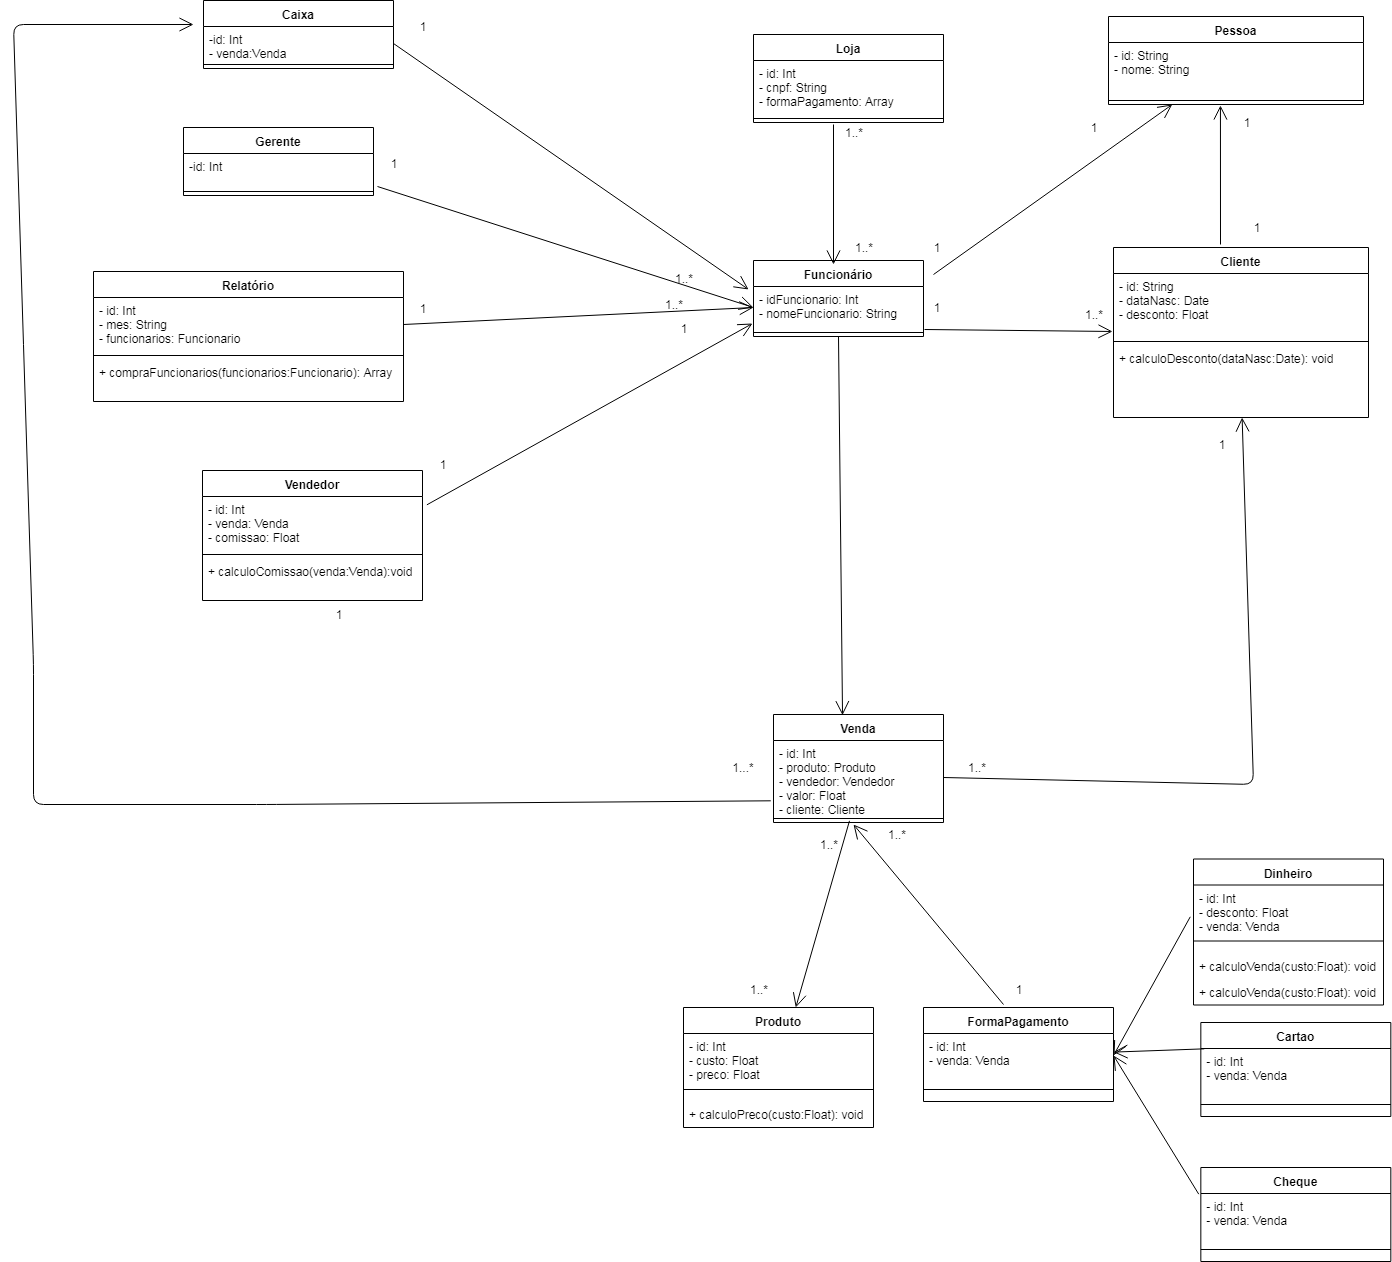 Caixa
-id: Int
- venda:Venda
1
Loja
- id: Int
- cnpf: String
- formaPagamento: Array
1..*
Pessoa
- id: String
- nome: String
1
1
Gerente
-id: Int
1
1..*
1
1
Relatório
- id: Int
- mes: String
- funcionarios: Funcionario
+ compraFuncionarios(funcionarios:Funcionario): Array
1
1..*
1..*
1
Funcionário
- idFuncionario: Int
- nomeFuncionario: String
1
1..*
Cliente
- id: String
- dataNasc: Date
- desconto: Float
+ calculoDesconto(dataNasc:Date): void
1
Vendedor
- id: Int
- venda: Venda
- comissao: Float
+ calculoComissao(venda:Venda):void
1
1
Venda
- id: Int
- produto: Produto
- vendedor: Vendedor
- valor: Float
- cliente: Cliente
1...*
1..*
1..*
1..*
Dinheiro
- id: Int
- desconto: Float
- venda: Venda
+ calculoVenda(custo:Float): void
+ calculoVenda(custo:Float): void
1..*
1
Produto
- id: Int
- custo: Float
- preco: Float
+ calculoPreco(custo:Float): void
FormaPagamento
- id: Int
- venda: Venda
Cartao
- id: Int
- venda: Venda
Cheque
- id: Int
- venda: Venda